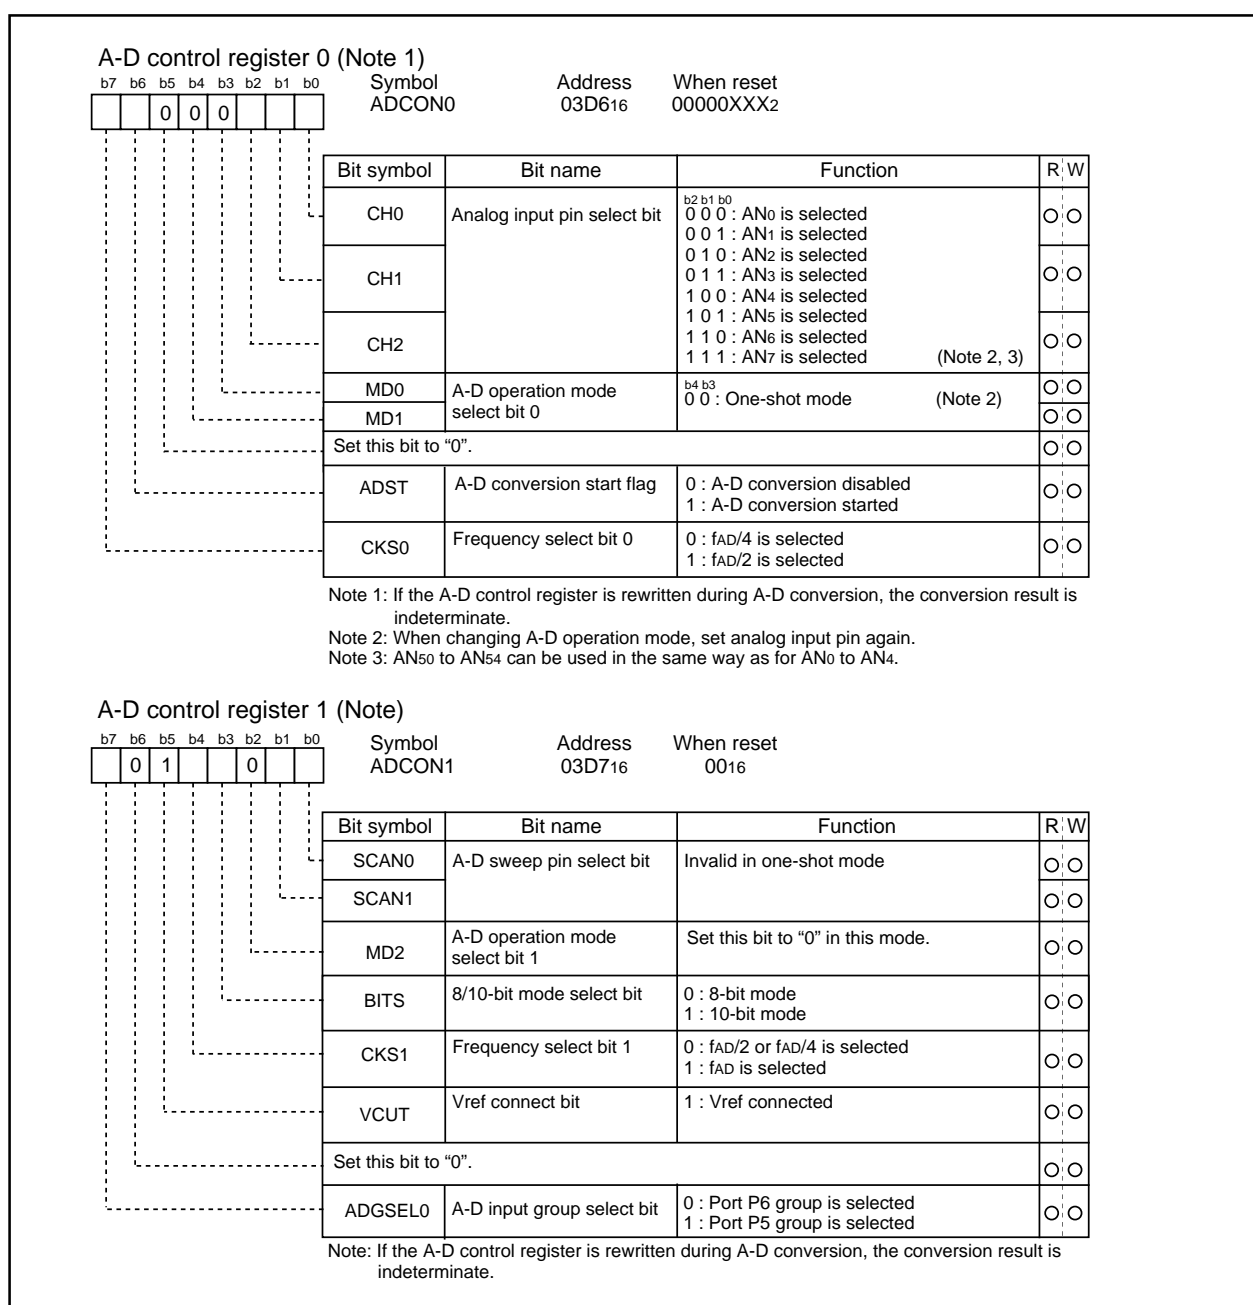 A-D control register 0 (Note 1)
b7 b6 b5 b4 b3 b2 b1 b0
Symbol Address When reset
ADCON0 03D616 00000XXX2
0 0 0
Bit symbol Bit name Function R W
CH0 Analog input pin select bit
b2 b1 b0
0 0 0 : AN0 is selected
0 0 1 : AN1 is selected
0 1 0 : AN2 is selected
CH1
0 1 1 : AN3 is selected
1 0 0 : AN4 is selected
1 0 1 : AN5 is selected
CH2
1 1 0 : AN6 is selected
1 1 1 : AN7 is selected (Note 2, 3)
MD0 A-D operation mode
select bit 0
b4 b3
0 0 : One-shot mode (Note 2)
MD1
Set this bit to “0”.
ADST A-D conversion start flag 0 : A-D conversion disabled
1 : A-D conversion started
CKS0 Frequency select bit 0 0 : fAD/4 is selected
1 : fAD/2 is selected
Note 1: If the A-D control register is rewritten during A-D conversion, the conversion result is
indeterminate.
Note 2: When changing A-D operation mode, set analog input pin again.
Note 3: AN50 to AN54 can be used in the same way as for AN0 to AN4.
A-D control register 1 (Note)
b7 b6 b5 b4 b3 b2 b1 b0
Symbol Address When reset
ADCON1 03D716 0016
0 1 0
Bit symbol Bit name Function R W
SCAN0 A-D sweep pin select bit Invalid in one-shot mode
SCAN1
MD2 A-D operation mode
select bit 1
Set this bit to “0” in this mode.
BITS 8/10-bit mode select bit 0 : 8-bit mode
1 : 10-bit mode
CKS1 Frequency select bit 1 0 : fAD/2 or fAD/4 is selected
1 : fAD is selected
VCUT Vref connect bit 1 : Vref connected
Set this bit to “0”.
ADGSEL0 A-D input group select bit 0 : Port P6 group is selected
1 : Port P5 group is selected
Note: If the A-D control register is rewritten during A-D conversion, the conversion result is
indeterminate.